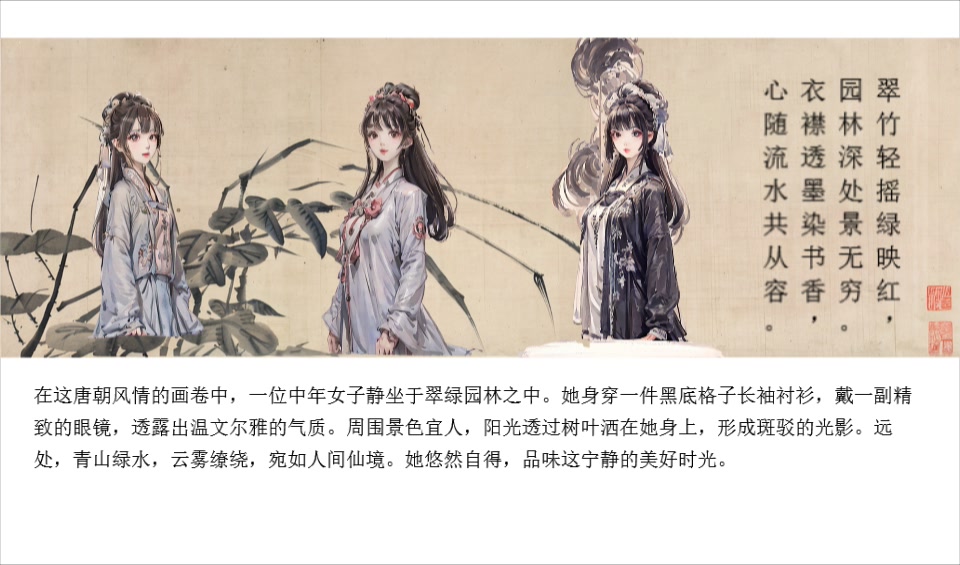 翠竹轻摇绿映红，
园林深处景无穷。
衣襟透墨染书香，
心随流水共从容。
在这唐朝风情的画卷中，一位中年女子静坐于翠绿园林之中。她身穿一件黑底格子长袖衬衫，戴一副精
致的眼镜，透露出温文尔雅的气质。周围景色宜人，阳光透过树叶洒在她身上，形成斑驳的光影。远
处，青山绿水，云雾缭绕，宛如人间仙境。她悠然自得，品味这宁静的美好时光。